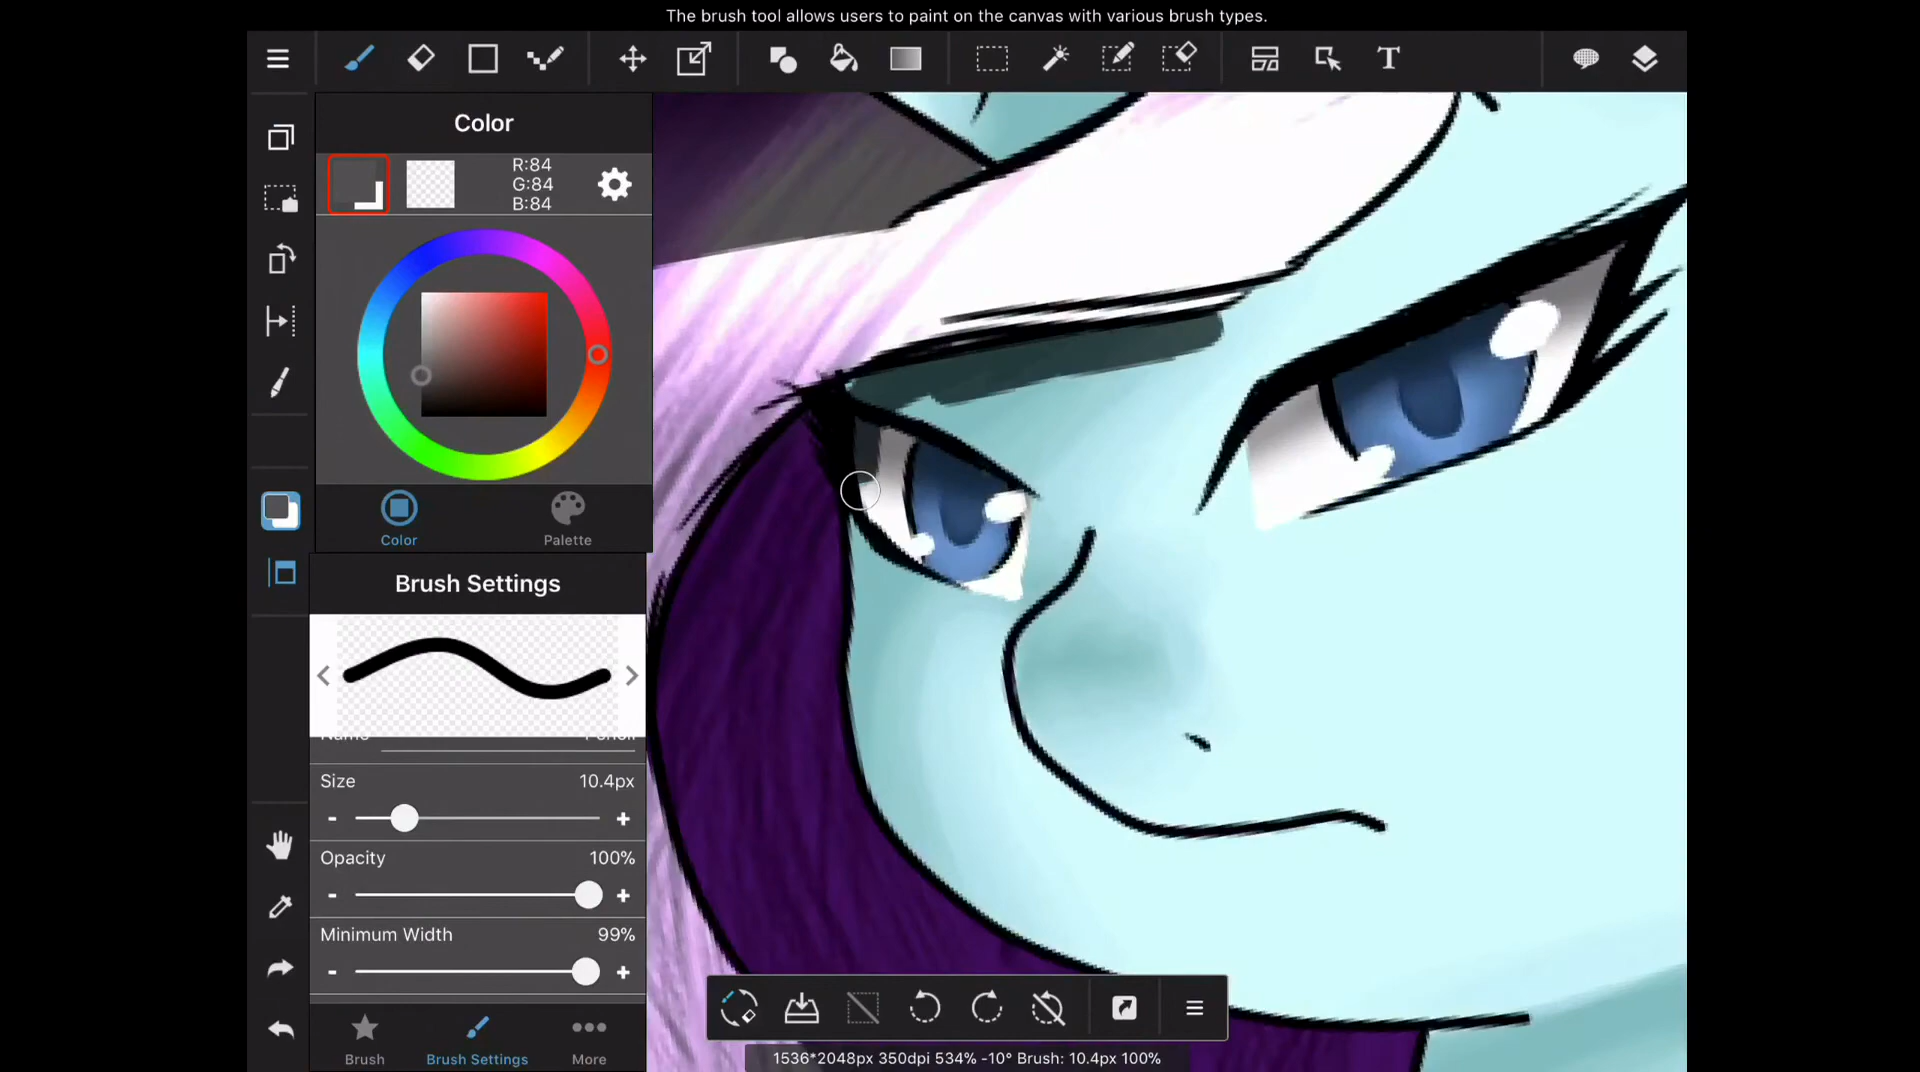 The brush tool allows users to paint on the canvas with various brush types.
T
Color
R:84
G:84
B:84
Color
Palette
Brush Settings
Name
Pencil
Size
10.4px
Opacity
100%
Minimum Width
99%
Brush
Brush Settings
More
1536*2048px 350dpi 534% -10° Brush: 10.4px 100%